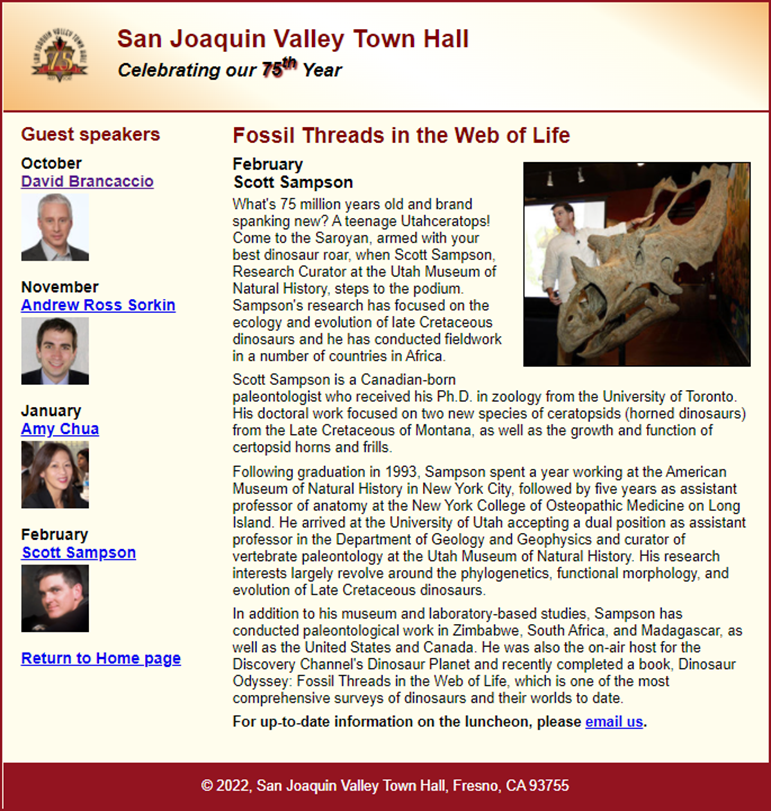 SAN JOAQUIN VALLEY TOWN HALL
75
San Joaquin Valley Town Hall
Celebrating our 75th Year
Guest speakers
October
David Brancaccio
November
Andrew Ross Sorkin
January
Amy Chua
February
Scott Sampson
Return to Home page
Fossil Threads in the Web of Life
February
Scott Sampson
What's 75 million years old and brand
spanking new? A teenage Utahceratops!
Come to the Saroyan, armed with your
best dinosaur roar, when Scott Sampson,
Research Curator at the Utah Museum of
Natural History, steps to the podium.
Sampson's research has focused on the
ecology and evolution of late Cretaceous
dinosaurs and he has conducted fieldwork
in a number of countries in Africa.
Scott Sampson is a Canadian-born
paleontologist who received his Ph.D. in zoology from the University of Toronto.
His doctoral work focused on two new species of ceratopsids (horned dinosaurs)
from the Late Cretaceous of Montana, as well as the growth and function of
certopsid horns and frills.
Following graduation in 1993, Sampson spent a year working at the American
Museum of Natural History in New York City, followed by five years as assistant
professor of anatomy at the New York College of Osteopathic Medicine on Long
Island. He arrived at the University of Utah accepting a dual position as assistant
professor in the Department of Geology and Geophysics and curator of
vertebrate paleontology at the Utah Museum of Natural History. His research
interests largely revolve around the phylogenetics, functional morphology, and
evolution of Late Cretaceous dinosaurs.
In addition to his museum and laboratory-based studies, Sampson has
conducted paleontological work in Zimbabwe, South Africa, and Madagascar, as
well as the United States and Canada. He was also the on-air host for the
Discovery Channel's Dinosaur Planet and recently completed a book, Dinosaur
Odyssey: Fossil Threads in the Web of Life, which is one of the most
comprehensive surveys of dinosaurs and their worlds to date.
For up-to-date information on the luncheon, please email us.
© 2022, San Joaquin Valley Town Hall, Fresno, CA 93755